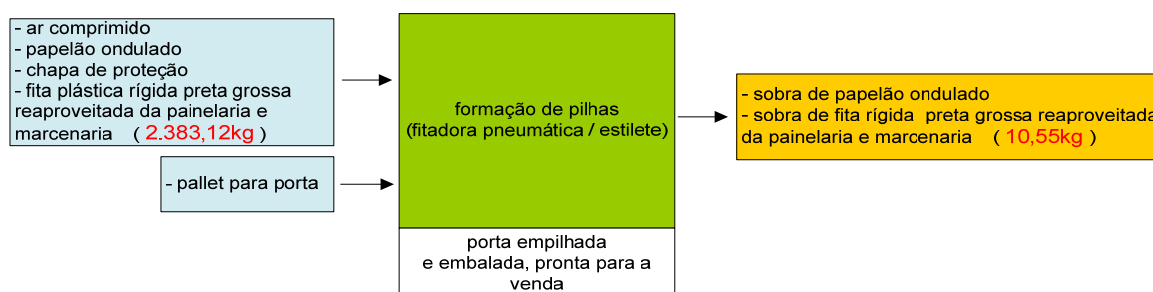 - ar comprimido
- papelão ondulado
- chapa de proteção
- fita plástica rígida preta grossa
reaproveitada da painelaria e
marcenaria ( 2.383,12kg )
- pallet para porta
formação de pilhas
(fitadora pneumática / estilete)
porta empilhada
e embalada, pronta para a
venda
- sobra de papelão ondulado
- sobra de fita rígida preta grossa reaproveitada
da painelaria e marcenaria ( 10,55kg )